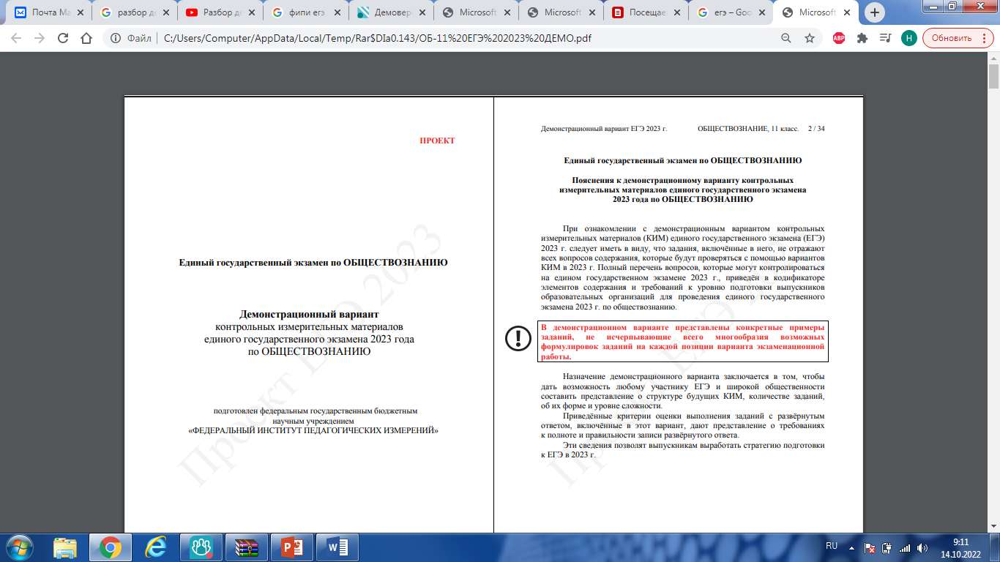 Почта Ма
разбор де
Разбор де
фипи егэ
Демовер
Microsoft
Microsoft
Посещае
егэ – Goo
Microsoft
Файл
C:/Users/Computer/AppData/Local/Temp/Rar$DIa0.143/ОБ-11%20ЕГЭ%202023%20ДЕМО.pdf
ABP
Н
Обновить
ПРОЕКТ
Единый государственный экзамен по ОБЩЕСТВОЗНАНИЮ
Демонстрационный вариант
контрольных измерительных материалов
единого государственного экзамена 2023 года
по ОБЩЕСТВОЗНАНИЮ
подготовлен федеральным государственным бюджетным
научным учреждением
«ФЕДЕРАЛЬНЫЙ ИНСТИТУТ ПЕДАГОГИЧЕСКИХ ИЗМЕРЕНИЙ»
Проект ЕГЭ 2023
Демонстрационный вариант ЕГЭ 2023 г. ОБЩЕСТВОЗНАНИЕ, 11 класс. 2 / 34
Единый государственный экзамен по ОБЩЕСТВОЗНАНИЮ
Пояснения к демонстрационному варианту контрольных
измерительных материалов единого государственного экзамена
2023 года по ОБЩЕСТВОЗНАНИЮ
При ознакомлении с демонстрационным вариантом контрольных
измерительных материалов (КИМ) единого государственного экзамена (ЕГЭ)
2023 г. следует иметь в виду, что задания, включённые в него, не отражают
всех вопросов содержания, которые будут проверяться с помощью вариантов
КИМ в 2023 г. Полный перечень вопросов, которые могут контролироваться
на едином государственном экзамене 2023 г., приведён в кодификаторе
элементов содержания и требований к уровню подготовки выпускников
образовательных организаций для проведения единого государственного
экзамена 2023 г. по обществознанию.
В демонстрационном варианте представлены конкретные примеры
заданий, не исчерпывающие всего многообразия возможных
формулировок заданий на каждой позиции варианта экзаменационной
работы.
Назначение демонстрационного варианта заключается в том, чтобы
дать возможность любому участнику ЕГЭ и широкой общественности
составить представление о структуре будущих КИМ, количестве заданий,
об их форме и уровне сложности.
Приведённые критерии оценки выполнения заданий с развёрнутым
ответом, включённые в этот вариант, дают представление о требованиях
к полноте и правильности записи развёрнутого ответа.
Эти сведения позволят выпускникам выработать стратегию подготовки
к ЕГЭ в 2023 г.
RU
9:11
14.10.2022